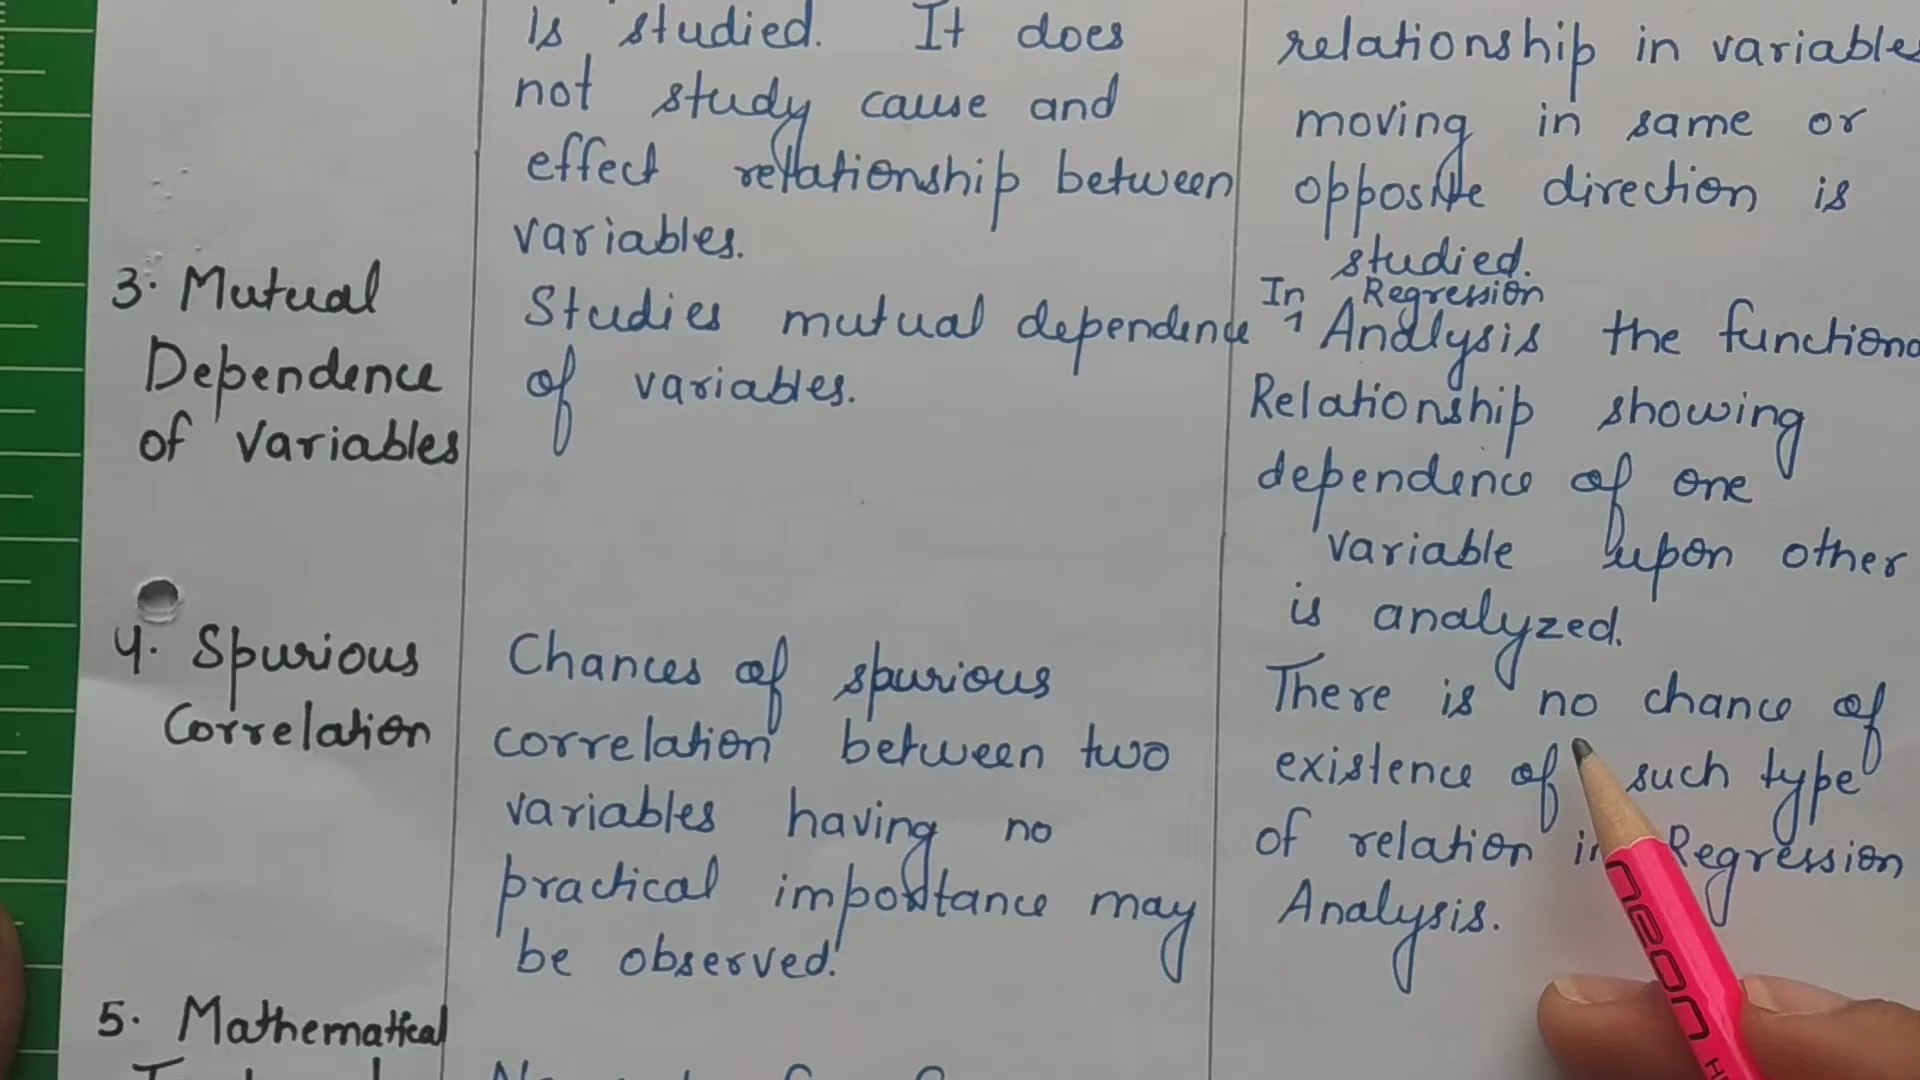 is studied. It does
not study cause and
effect relationship between
variables.
relationship in variables
moving in same or
opposite direction is
studied.
3. Mutual
Dependence
of Variables
Studies mutual dependence
of variables.
In Regression
Analysis the functiona
Relationship showing
dependence of one
variable upon other
is analyzed.
4. Spurious
Correlation
Chances of spurious
correlation between two
variables having no
practical importance may
be observed.
There is no chance of
existence of such type
of relation in Regression
Analysis.
5. Mathematical
neon